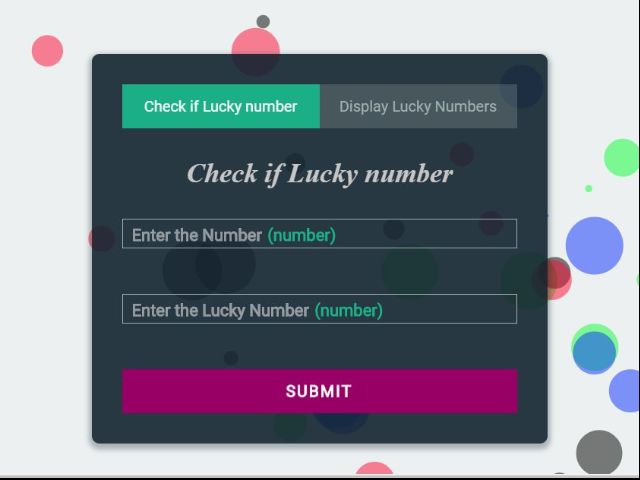 Check if Lucky number
Display Lucky Numbers
Check if Lucky number
Enter the Number (number)
Enter the Lucky Number (number)
SUBMIT